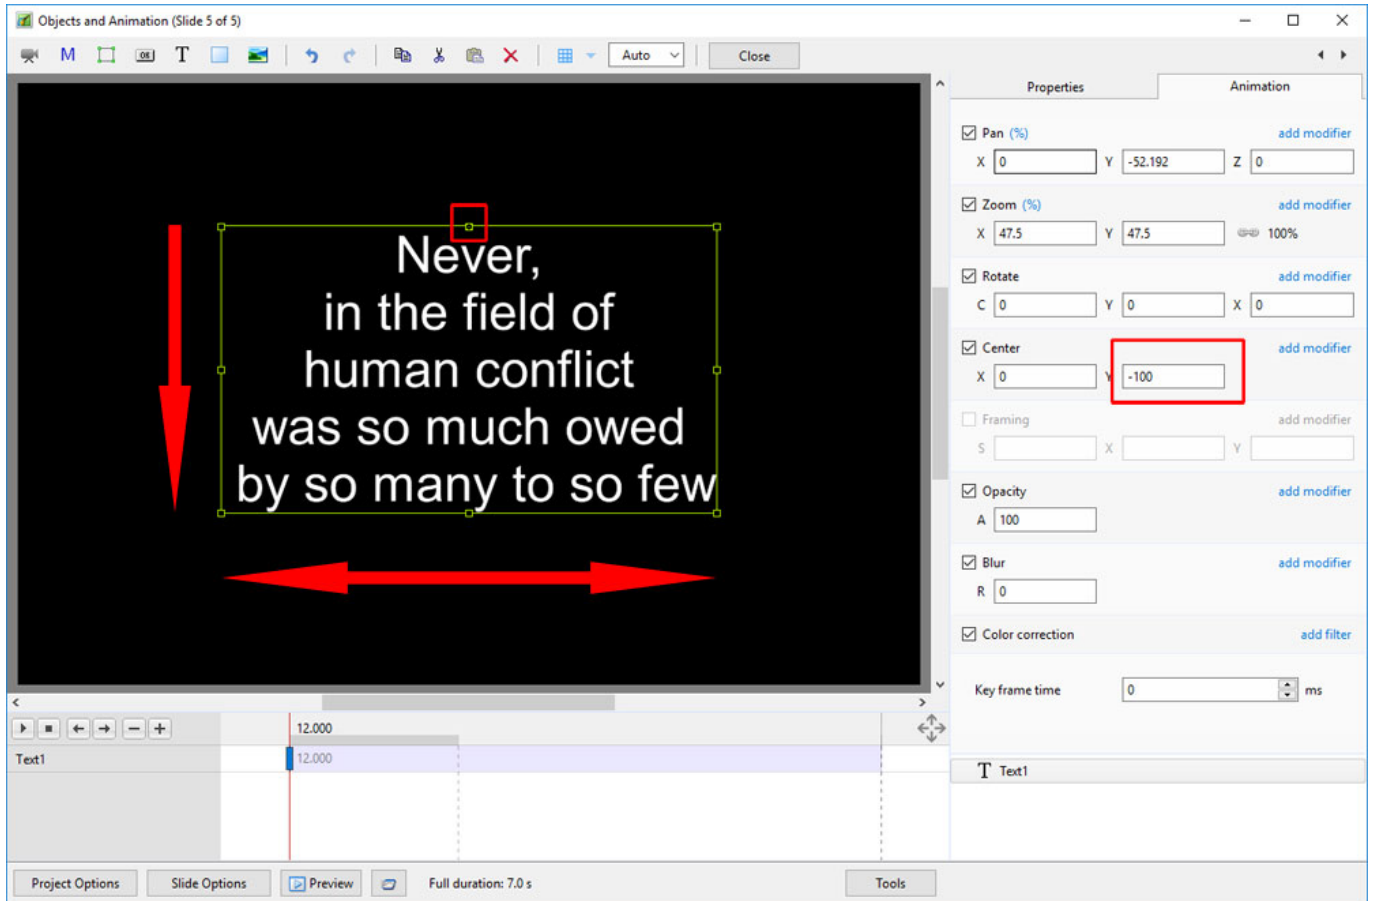 Objects and Animation (Slide 5 of 5)
M OK T Auto Close
Properties Animation
Pan (%) add modifier
X 0 Y -52.192 Z 0
Zoom (%) add modifier
X 47.5 Y 47.5 100%
Rotate add modifier
C 0 Y 0 X 0
Center add modifier
X 0 Y -100
Framing add modifier
S X Y
Opacity add modifier
A 100
Blur add modifier
R 0
Color correction add filter
Key frame time 0 ms
T Text1
Never,
in the field of
human conflict
was so much owed
by so many to so few
12.000
Text1 12.000
Project Options Slide Options Preview Full duration: 7.0 s Tools